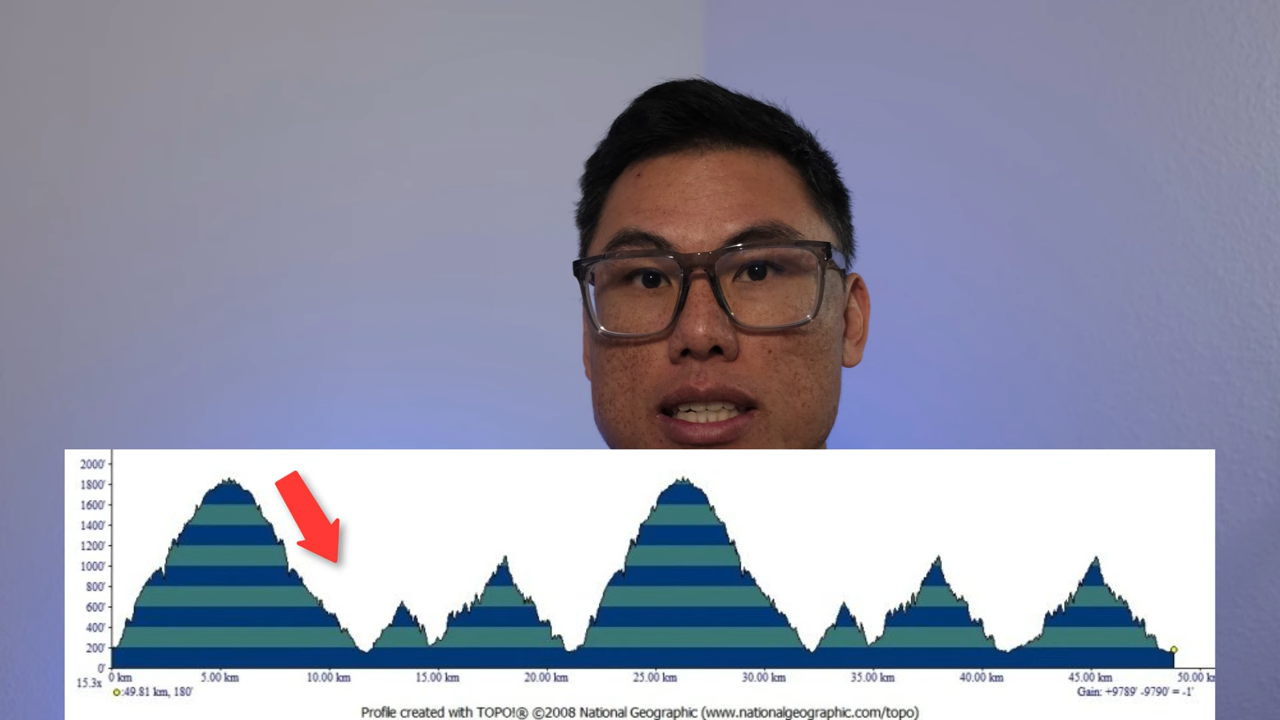 2000'
1800'
1600'
1400'
1200'
1000'
800'
600'
400'
200'
0'
0 km 5.00 km 10.00 km 15.00 km 20.00 km 25.00 km 30.00 km 35.00 km 40.00 km 45.00 km 50.00 k
15.3x
:49.81 km, 180' Gain: +9789' -9790' = -1'
Profile created with TOPO!® ©2008 National Geographic (www.nationalgeographic.com/topo)